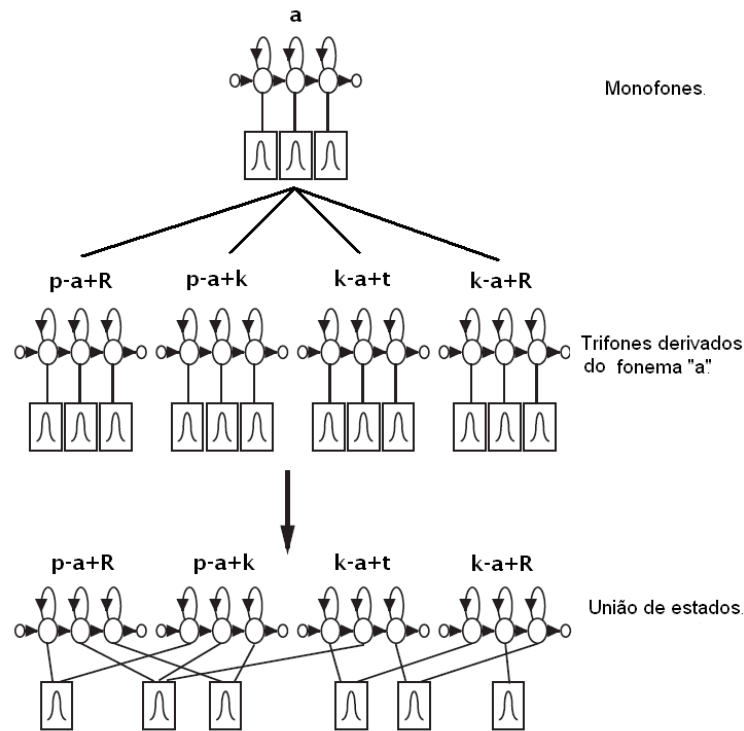 a
Monofones.
p-a+R p-a+k k-a+t k-a+R
Trifones derivados
do fonema "a"
p-a+R p-a+k k-a+t k-a+R
União de estados.